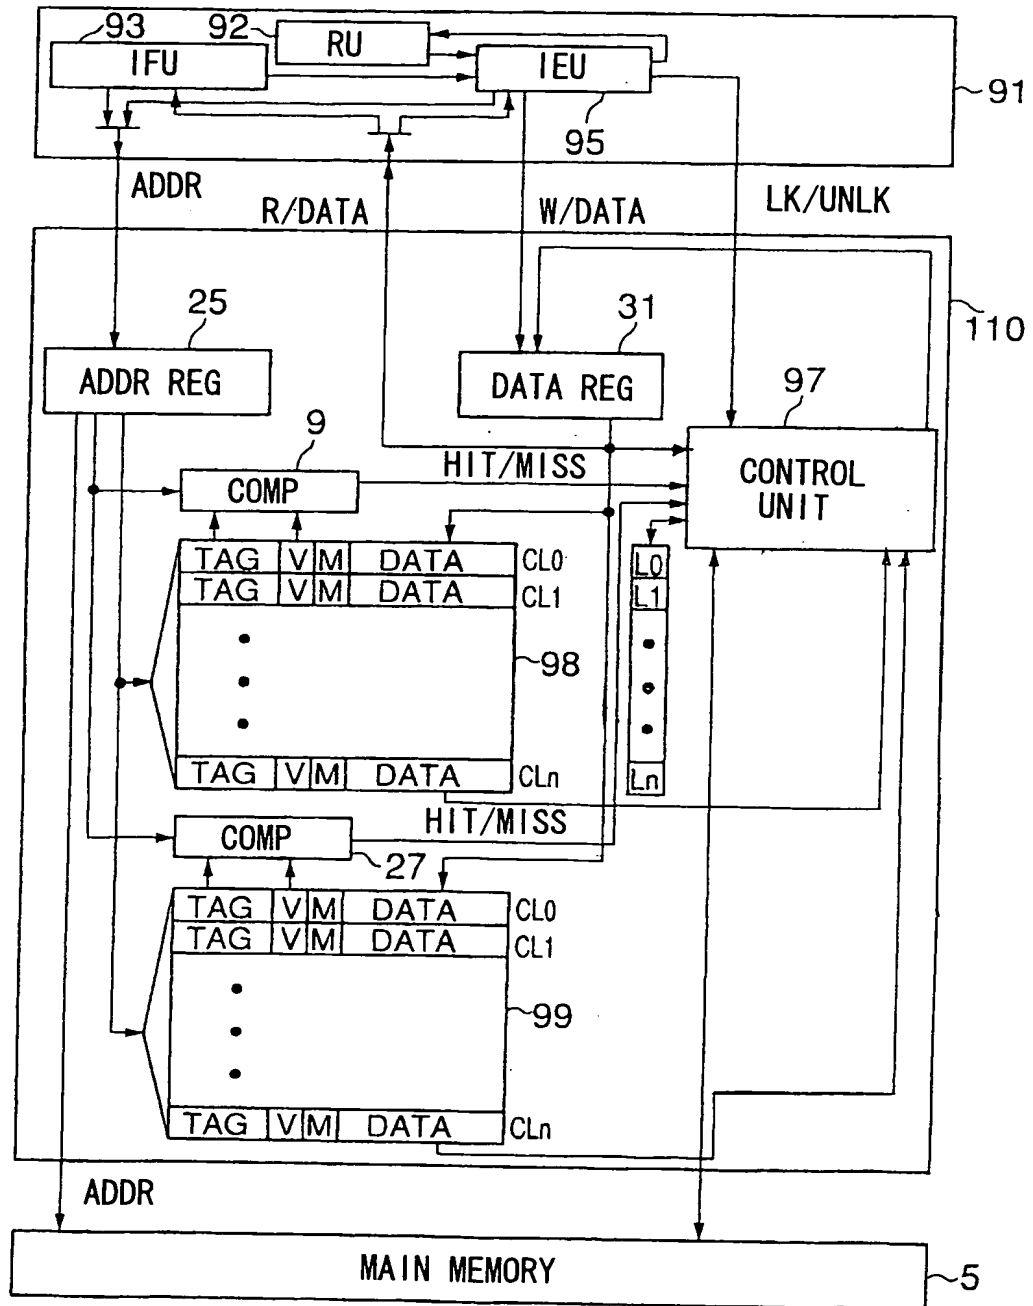 93
92
RU
IFU
IEU
91
95
ADDR
R/DATA
W/DATA
LK/UNLK
25
31
110
ADDR REG
DATA REG
97
9
HIT/MISS
COMP
CONTROL UNIT
TAG V M DATA CL0
L0
TAG V M DATA CL1
L1
98
TAG V M DATA CLn
Ln
HIT/MISS
COMP
27
TAG V M DATA CL0
TAG V M DATA CL1
99
TAG V M DATA CLn
ADDR
MAIN MEMORY
5